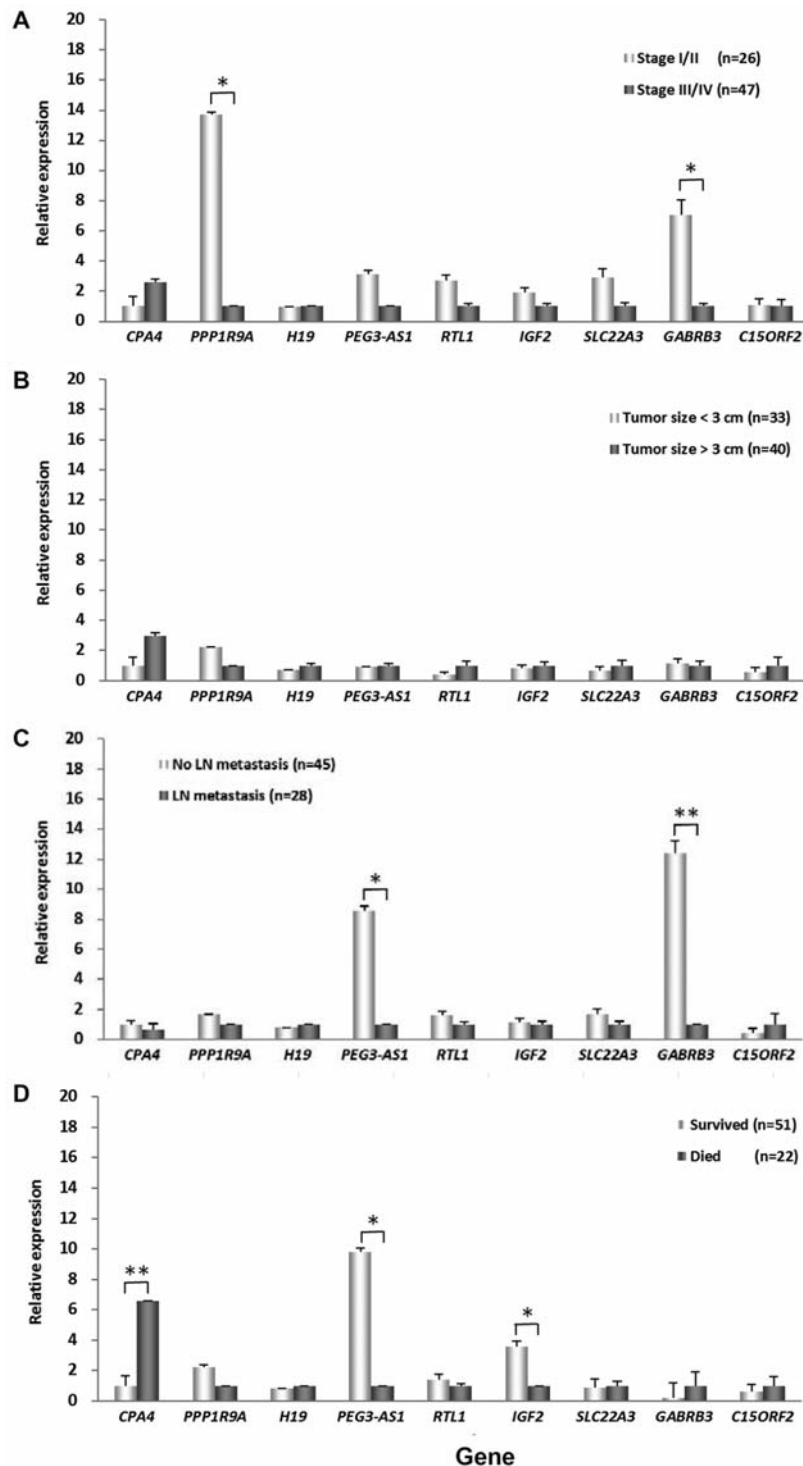 A
20
18
16
14
12
10
8
6
4
2
0
Relative expression
Stage I/II (n=26)
Stage III/IV (n=47)
*
*
CPA4 PPP1R9A H19 PEG3-AS1 RTL1 IGF2 SLC22A3 GABRB3 C15ORF2
B
20
18
16
14
12
10
8
6
4
2
0
Relative expression
Tumor size < 3 cm (n=33)
Tumor size > 3 cm (n=40)
CPA4 PPP1R9A H19 PEG3-AS1 RTL1 IGF2 SLC22A3 GABRB3 C15ORF2
C
20
18
16
14
12
10
8
6
4
2
0
Relative expression
No LN metastasis (n=45)
LN metastasis (n=28)
*
**
CPA4 PPP1R9A H19 PEG3-AS1 RTL1 IGF2 SLC22A3 GABRB3 C15ORF2
D
20
18
16
14
12
10
8
6
4
2
0
Relative expression
Survived (n=51)
Died (n=22)
**
*
*
CPA4 PPP1R9A H19 PEG3-AS1 RTL1 IGF2 SLC22A3 GABRB3 C15ORF2
Gene